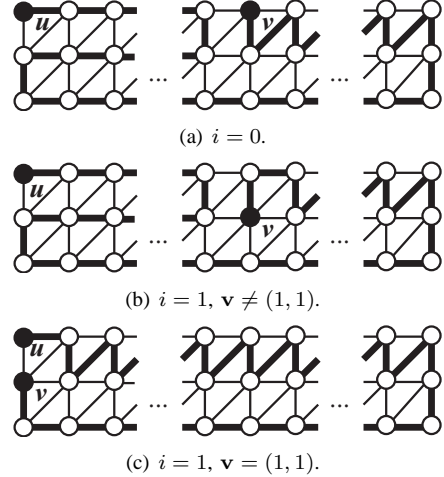 u
v
... ...
(a) i = 0.
u
v
... ...
(b) i = 1, v ≠ (1, 1).
u
v
... ...
(c) i = 1, v = (1, 1).